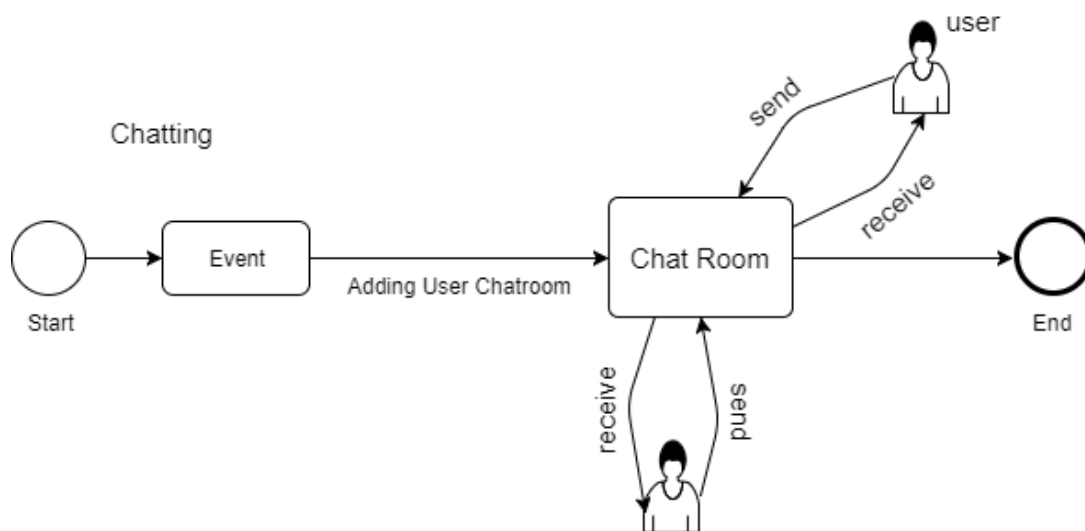 user
send
Chatting
receive
Event
Chat Room
Adding User Chatroom
Start
End
receive
send